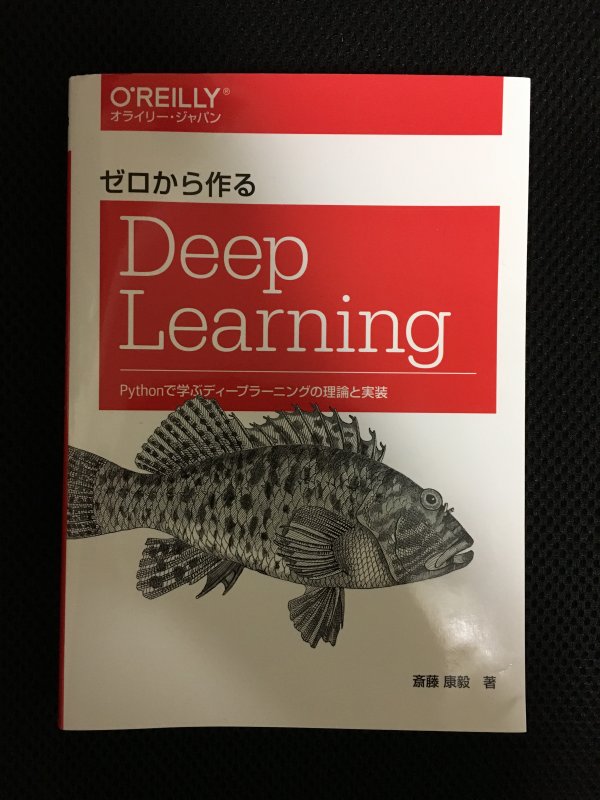 O'REILLY®
オライリー・ジャパン
ゼロから作る
Deep
Learning
Pythonで学ぶディープラーニングの理論と実装
斎藤 康毅 著